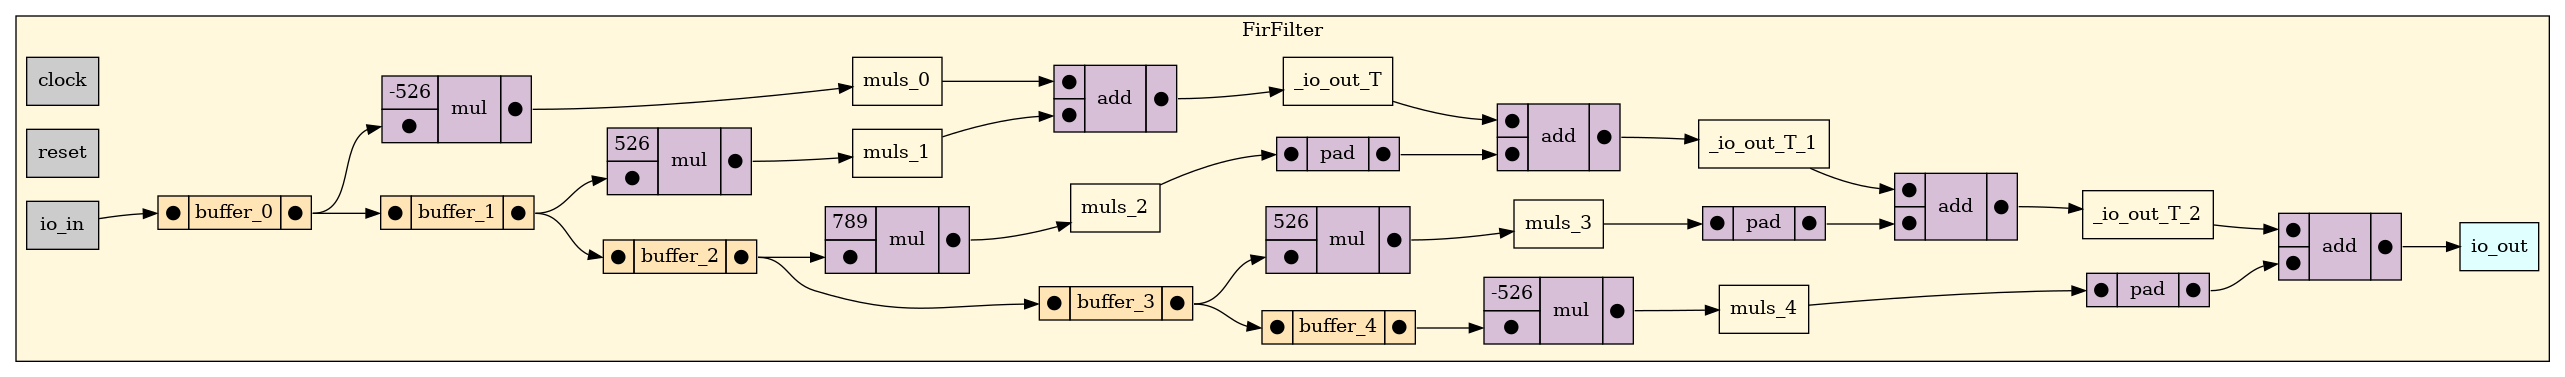 FirFilter
clock
reset
io_in
buffer_0
-526
mul
buffer_1
526
mul
buffer_2
muls_0
muls_1
789
mul
add
muls_2
buffer_3
_io_out_T
pad
526
mul
buffer_4
add
muls_3
-526
mul
_io_out_T_1
pad
muls_4
add
_io_out_T_2
pad
add
io_out